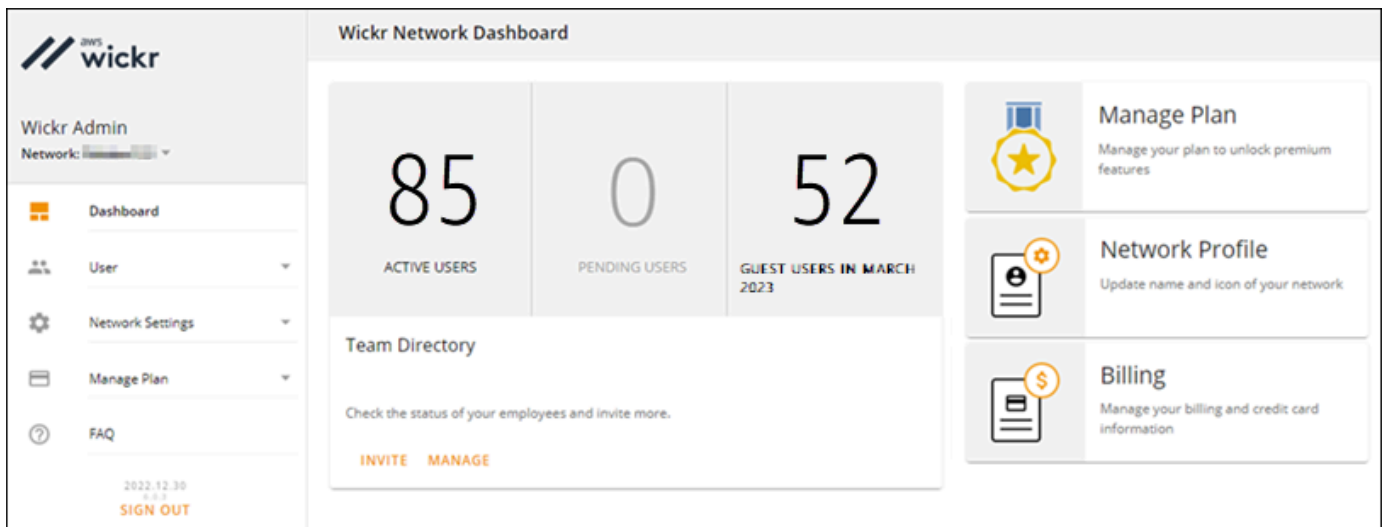 aws
wickr
Wickr Admin
Network:
Dashboard
User
Network Settings
Manage Plan
FAQ
2022.12.30
SIGN OUT
Wickr Network Dashboard
85
ACTIVE USERS
0
PENDING USERS
52
GUEST USERS IN MARCH
2023
Team Directory
Check the status of your employees and invite more.
INVITE MANAGE
Manage Plan
Manage your plan to unlock premium
features
Network Profile
Update name and icon of your network
$
Billing
Manage your billing and credit card
information